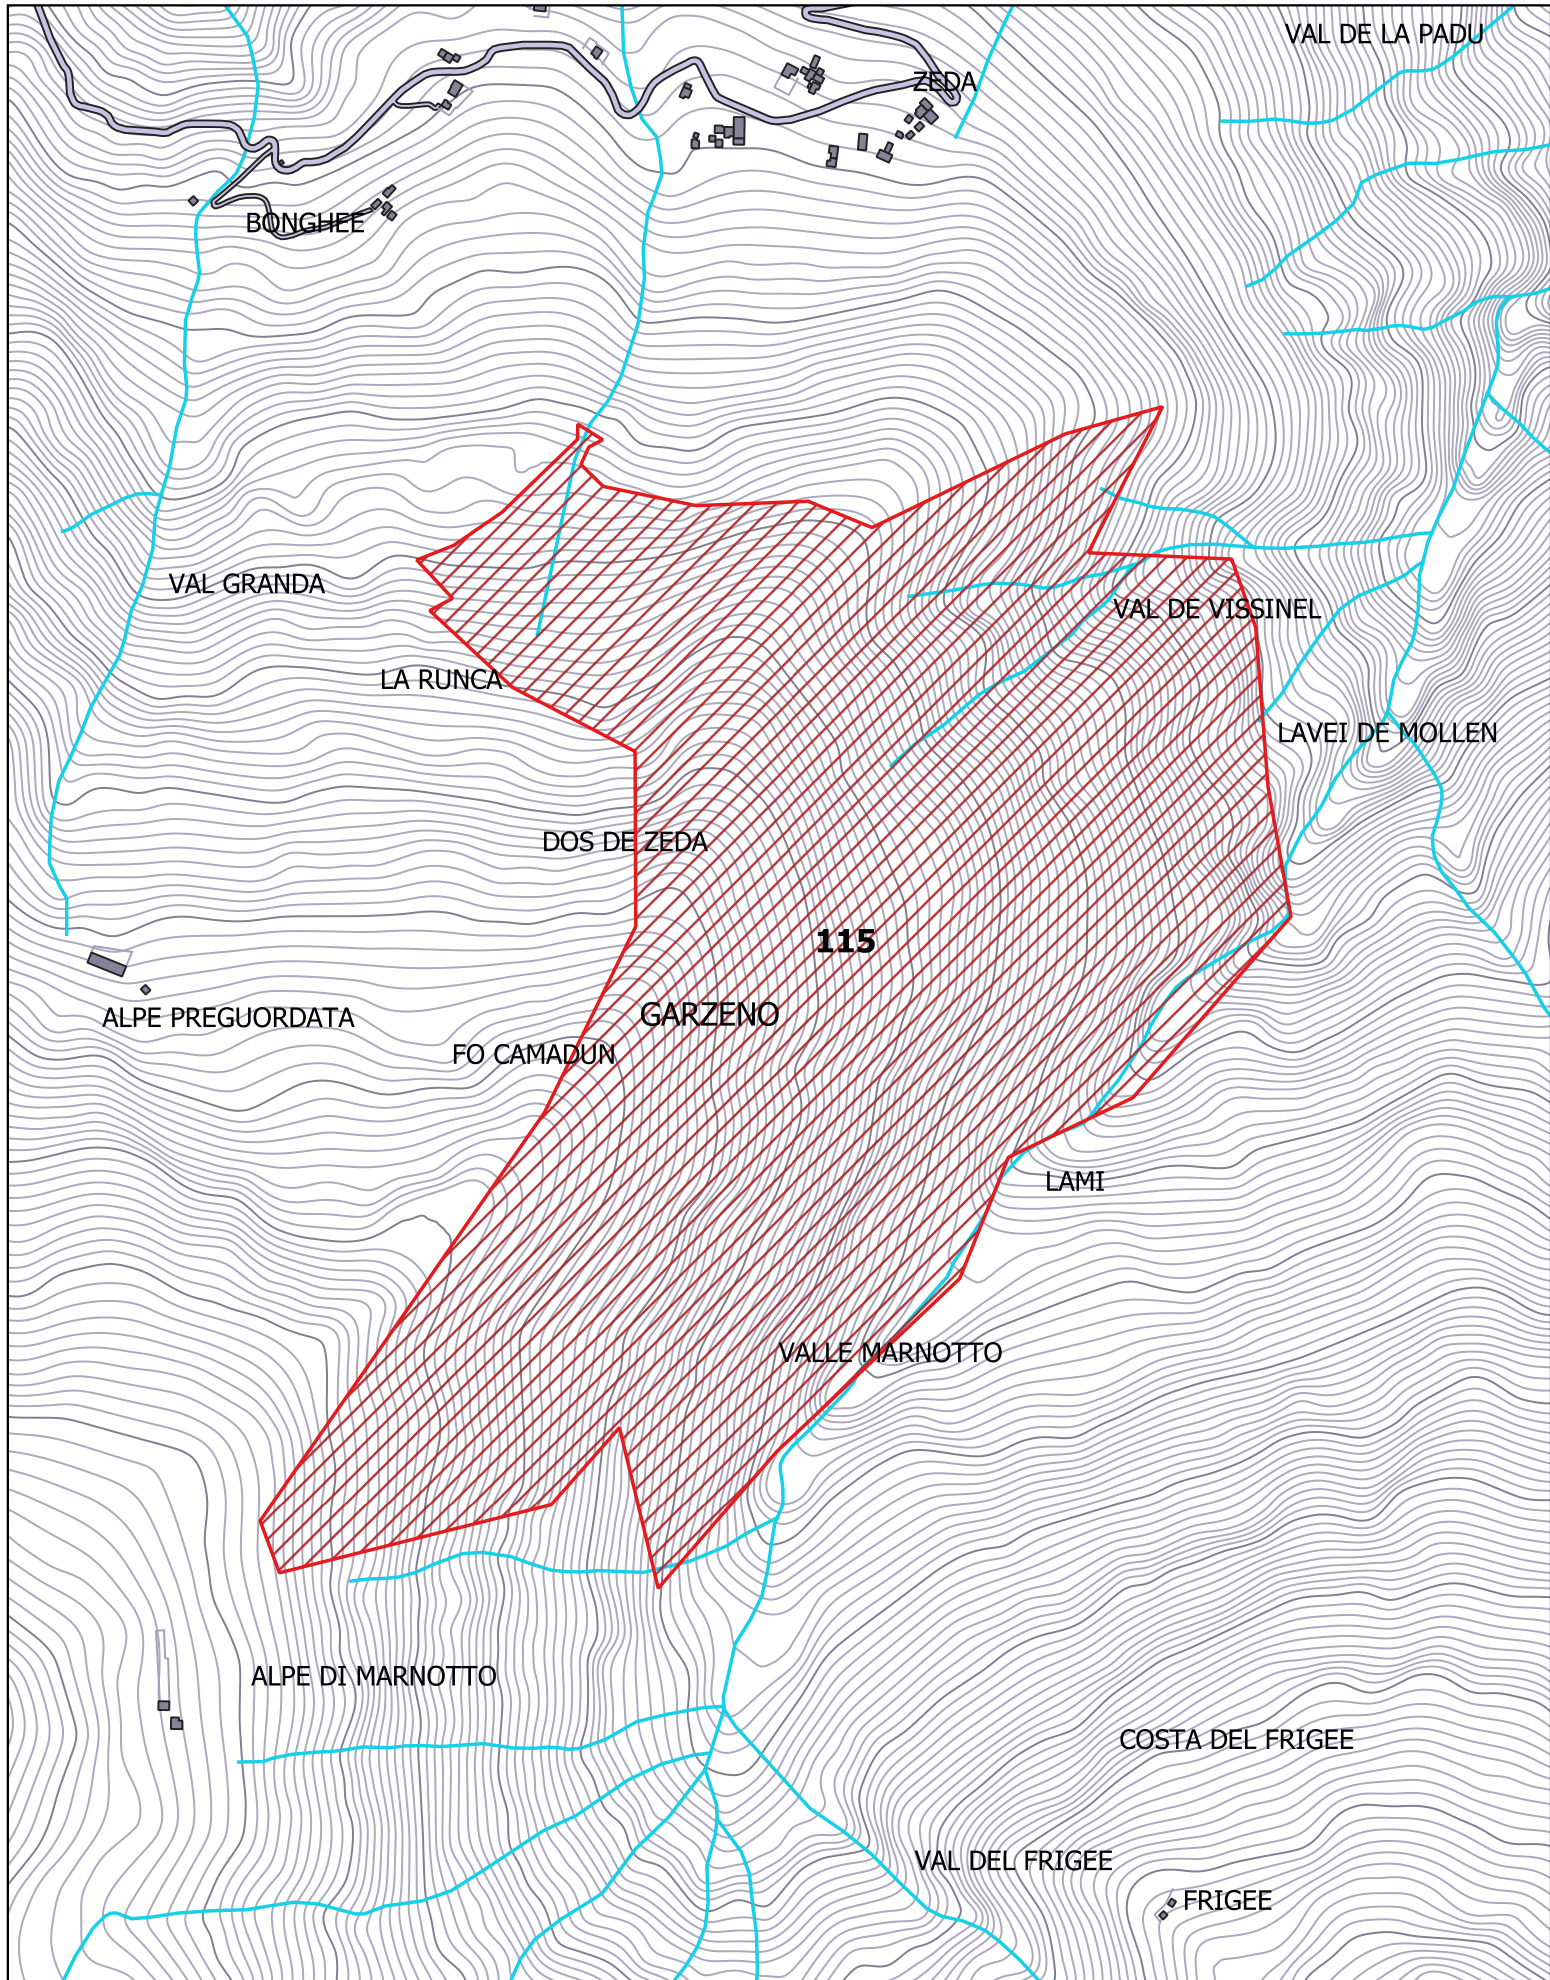 VAL DE LA PADU
ZEDA
BONGHEE
VAL GRANDA
VAL DE VISSINEL
LA RUNCA
LAVEI DE MOLLEN
DOS DE ZEDA
115
GARZENO
ALPE PREGUORDATA
FO CAMADUN
LAMI
VALLE MARNOTTO
ALPE DI MARNOTTO
COSTA DEL FRIGEE
VAL DEL FRIGEE
FRIGEE